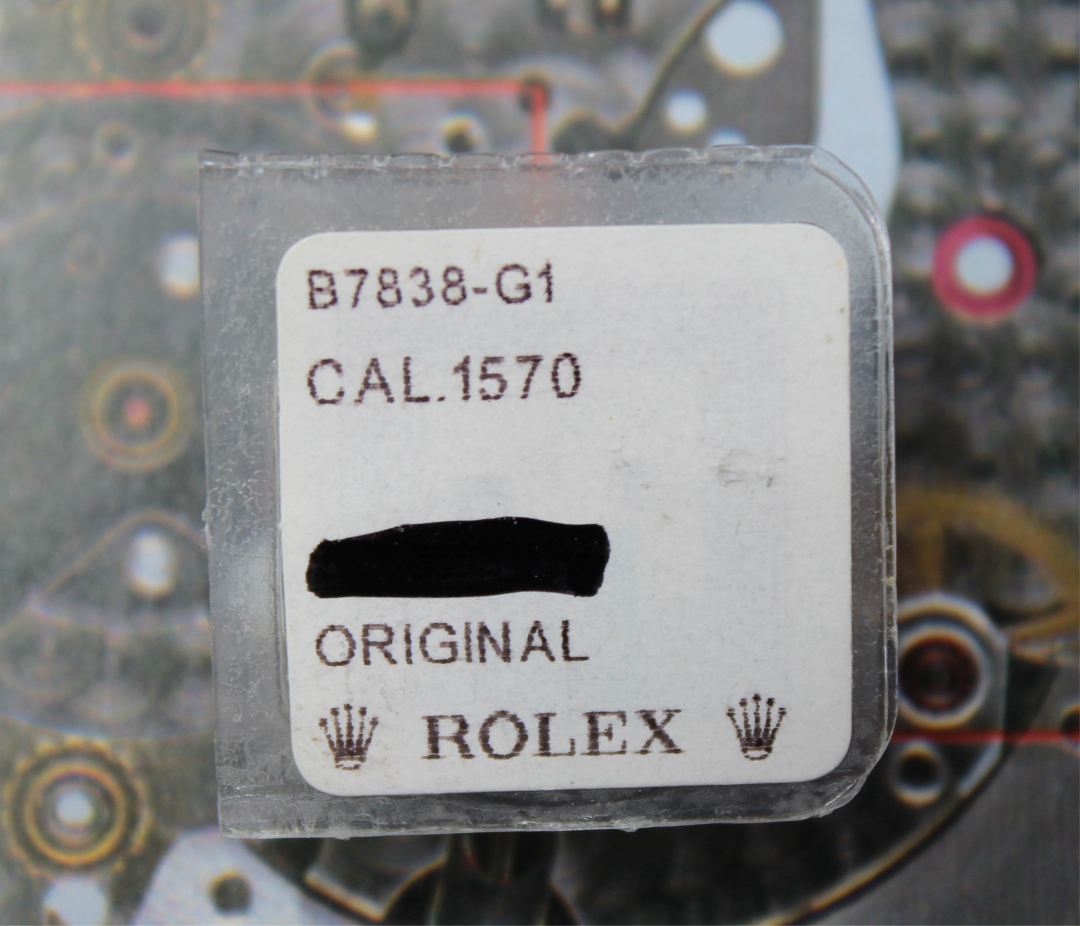 B7838-G1
CAL.1570
ORIGINAL
ROLEX